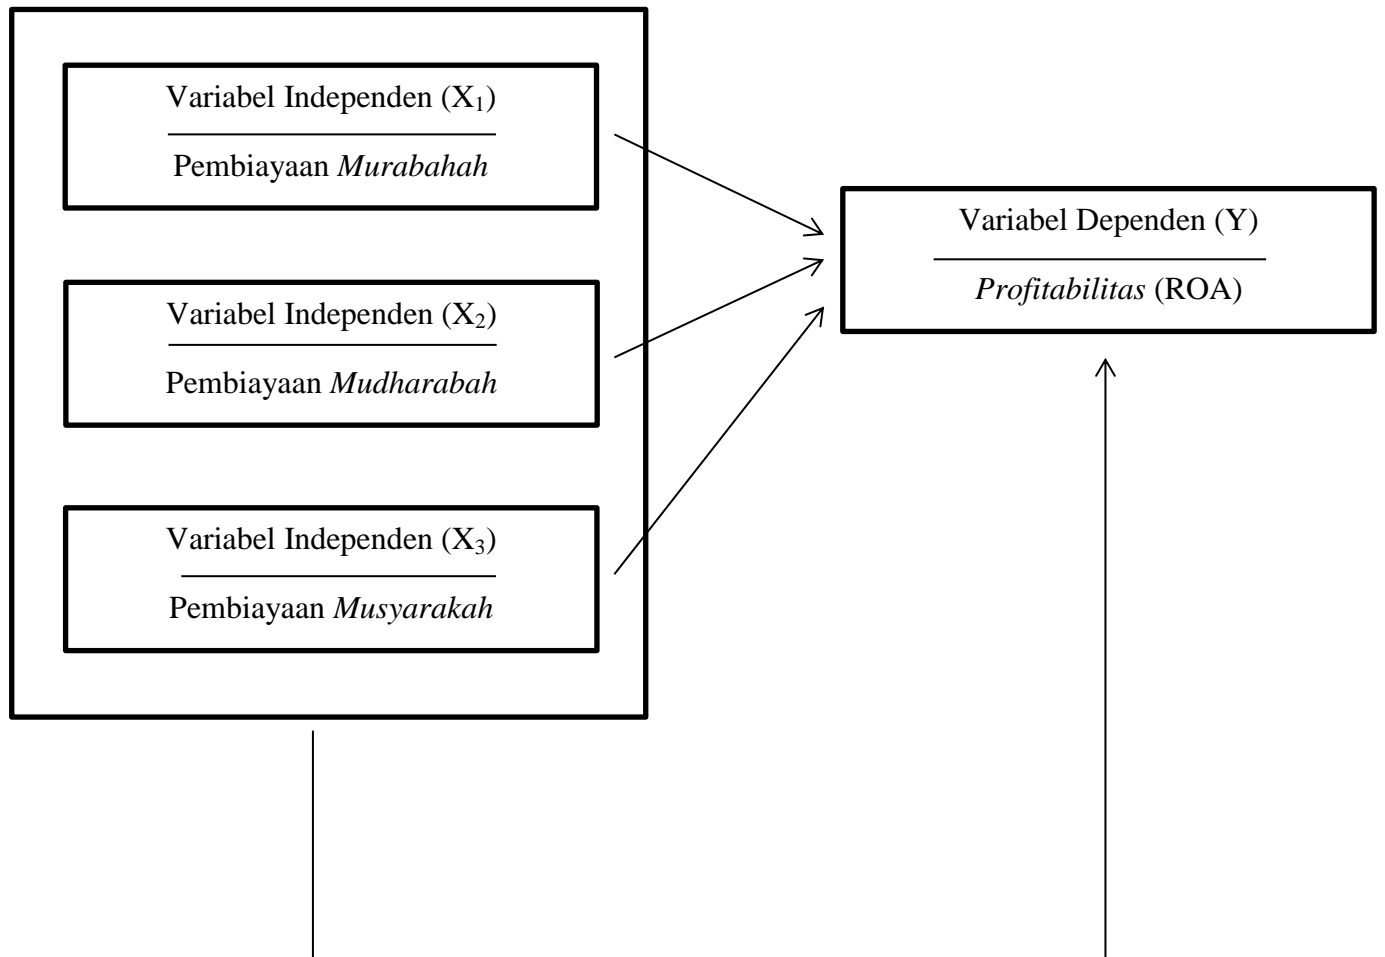 Variabel Independen (X₁)
Pembiayaan Murabahah
Variabel Independen (X₂)
Pembiayaan Mudharabah
Variabel Independen (X₃)
Pembiayaan Musyarakah
Variabel Dependen (Y)
Profitabilitas (ROA)